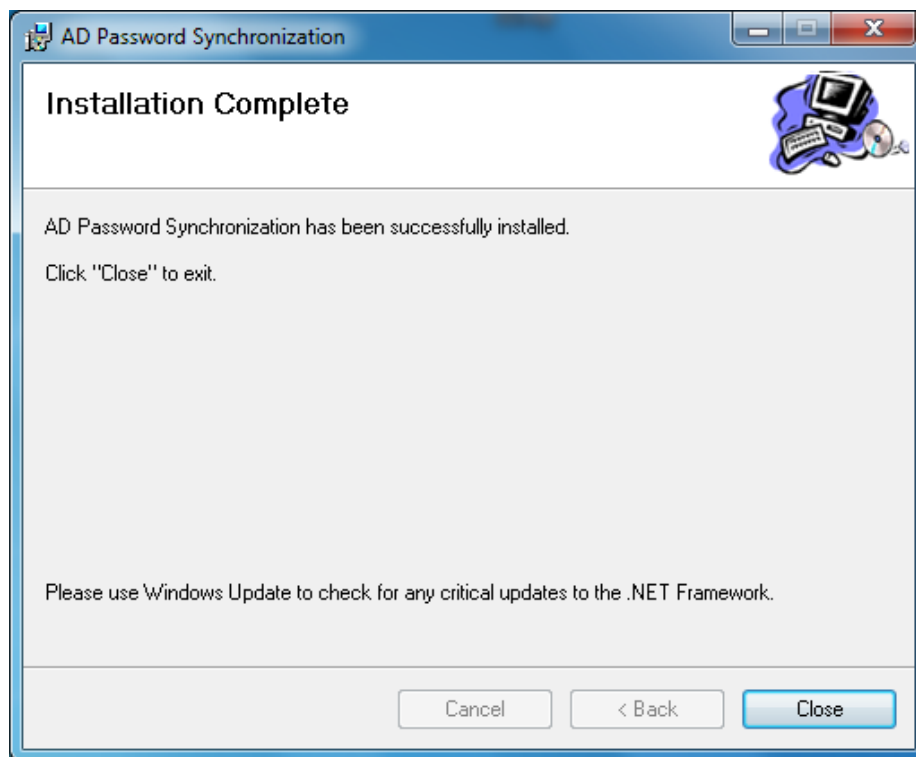 AD Password Synchronization
Installation Complete
AD Password Synchronization has been successfully installed.
Click "Close" to exit.
Please use Windows Update to check for any critical updates to the .NET Framework.
Cancel
< Back
Close